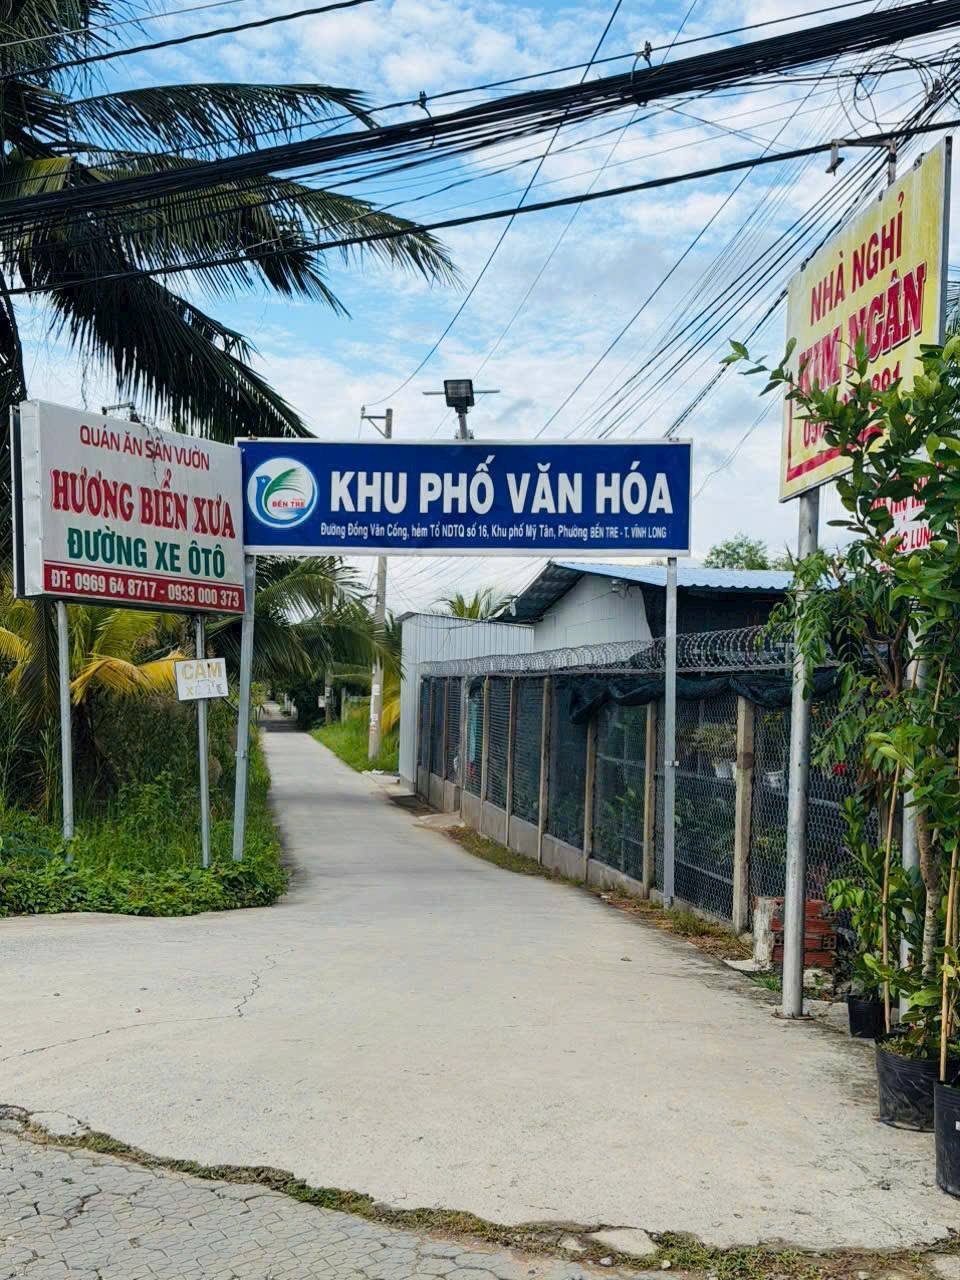 QUÁN ĂN SÂN VƯỜN
HƯƠNG BIỂN XƯA
ĐƯỜNG XE ÔTÔ
ĐT: 0969 64 8717 - 0933 000 373
CẤM
BẾN TRE
KHU PHỐ VĂN HÓA
Đường Đồng Văn Cống, hẻm Tổ NDTQ số 16, Khu phố Mỹ Tân, Phường BẾN TRE - T. VĨNH LONG
NHÀ NGHỈ
KIM NGÂN